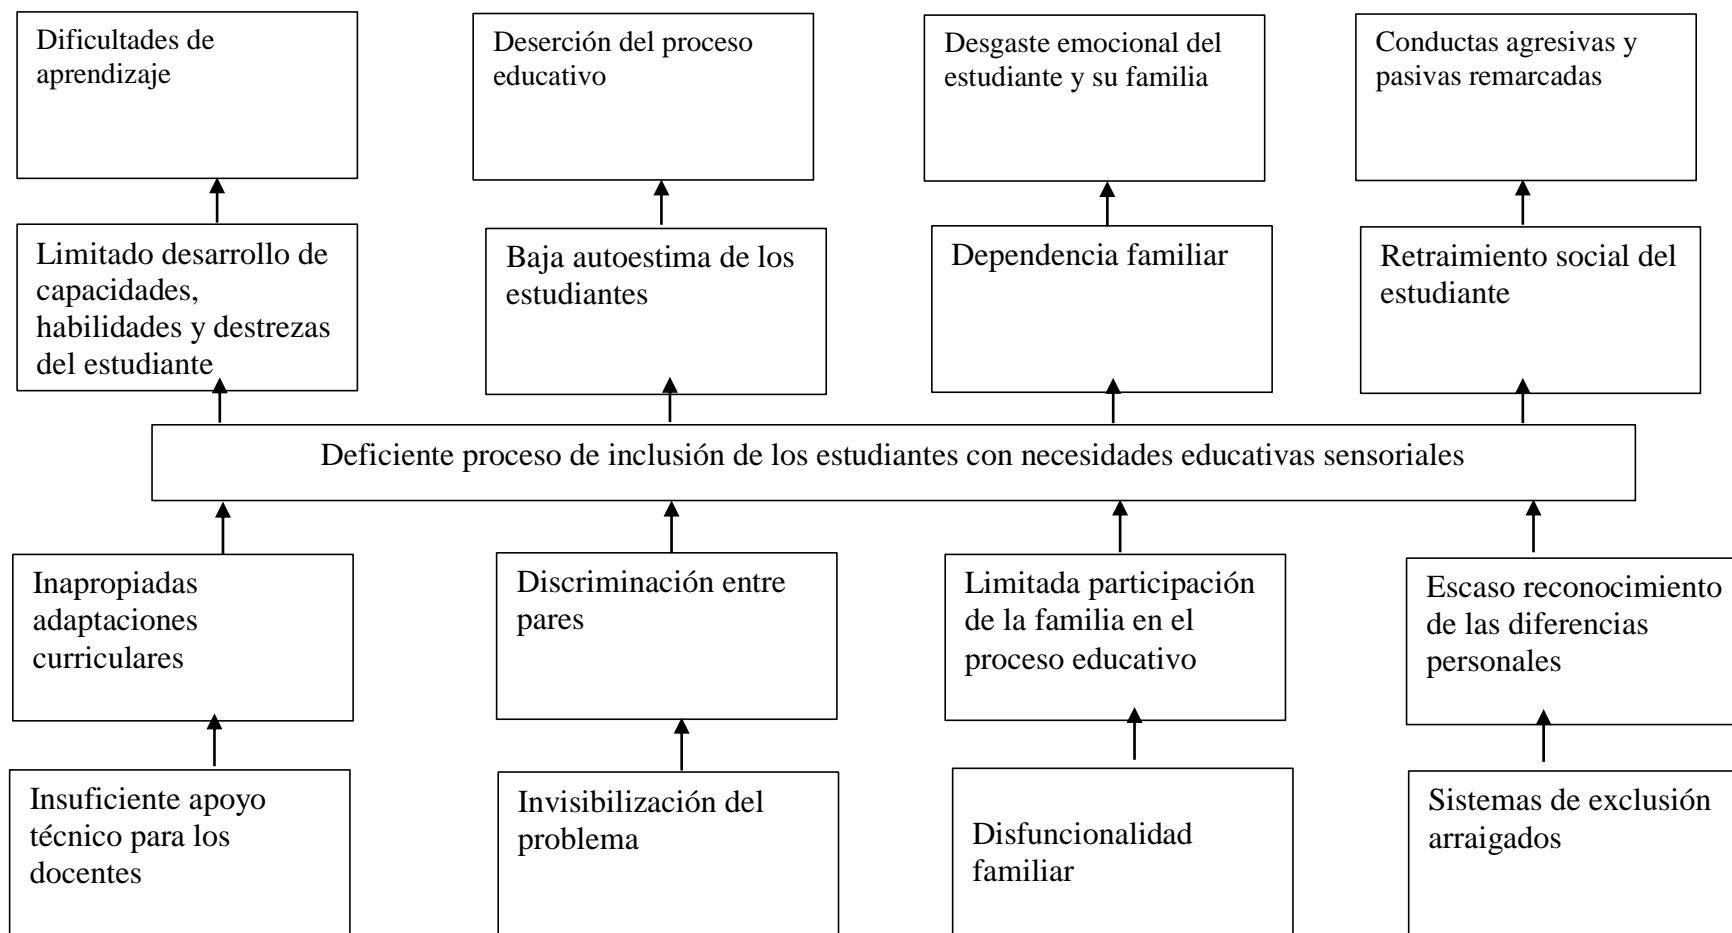 Dificultades de
aprendizaje
Deserción del proceso
educativo
Desgaste emocional del
estudiante y su familia
Conductas agresivas y
pasivas remarcadas
Limitado desarrollo de
capacidades,
habilidades y destrezas
del estudiante
Baja autoestima de los
estudiantes
Dependencia familiar
Retraimiento social del
estudiante
Deficiente proceso de inclusión de los estudiantes con necesidades educativas sensoriales
Inapropiadas
adaptaciones
curriculares
Discriminación entre
pares
Limitada participación
de la familia en el
proceso educativo
Escaso reconocimiento
de las diferencias
personales
Insuficiente apoyo
técnico para los
docentes
Invisibilización del
problema
Disfuncionalidad
familiar
Sistemas de exclusión
arraigados